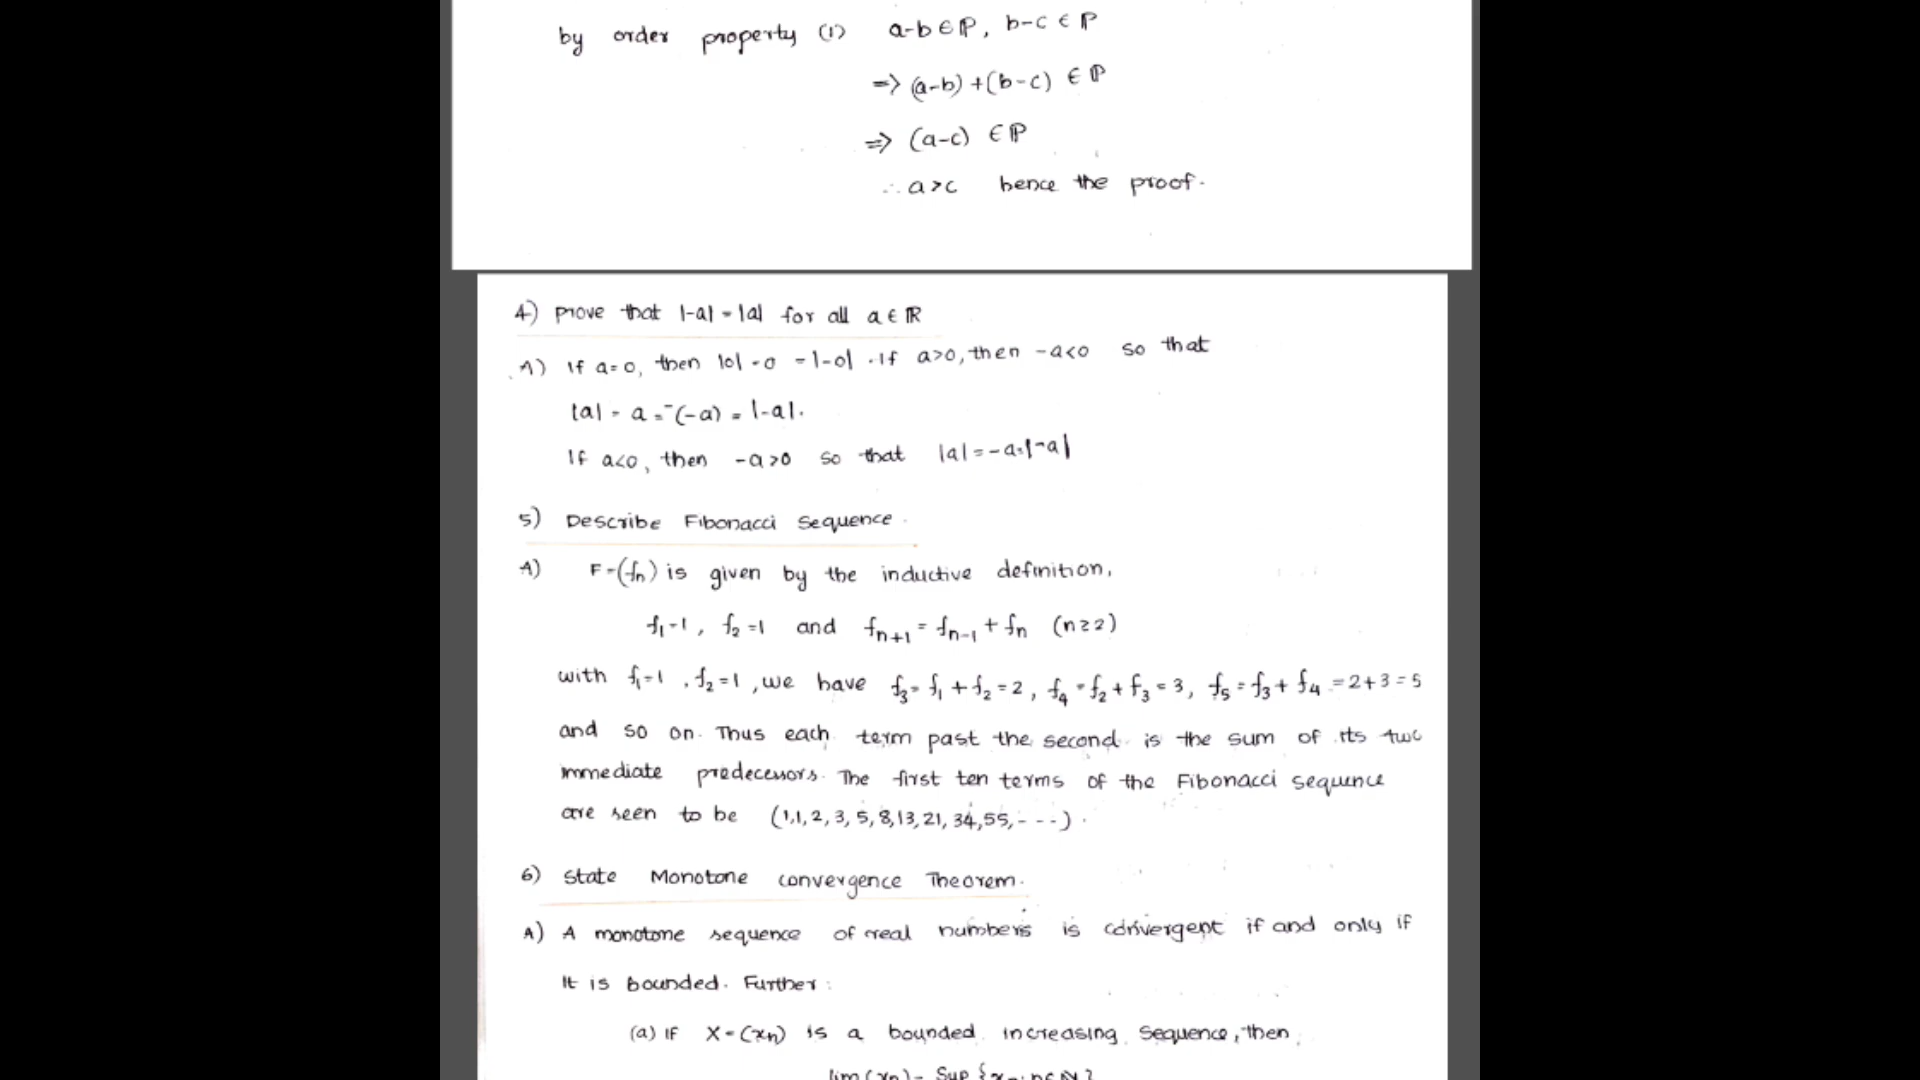 by order property (1) a-b∈ℙ, b-c ∈ ℙ
=> (a-b) +(b-c) ∈ ℙ
=> (a-c) ∈ ℙ
∴ a>c hence the proof.
4) prove that |-a| = |a| for all a ∈ ℝ
A) If a=0, then |0| = 0 = |-0| . If a>0, then -a<0 so that
|a| = a = -(-a) = |-a|.
If a<0, then -a>0 so that |a| = -a = |-a|
5) Describe Fibonacci Sequence.
A) F=(fn) is given by the inductive definition,
f₁=1, f₂=1 and fn+1 = fn-1 + fn (n≥2)
with f₁=1, f₂=1, we have f₃= f₁ + f₂ = 2, f₄ = f₂ + f₃ = 3, f₅ = f₃ + f₄ = 2+3 = 5
and so on. Thus each term past the second is the sum of its two
immediate predecessors. The first ten terms of the Fibonacci sequence
are seen to be (1,1,2,3,5,8,13,21,34,55,----).
6) State Monotone convergence Theorem.
A) A monotone sequence of real numbers is convergent if and only if
It is bounded. Further:
(a) If X=(xn) is a bounded increasing Sequence, then
lim (xn) = Sup {xn : n∈N}